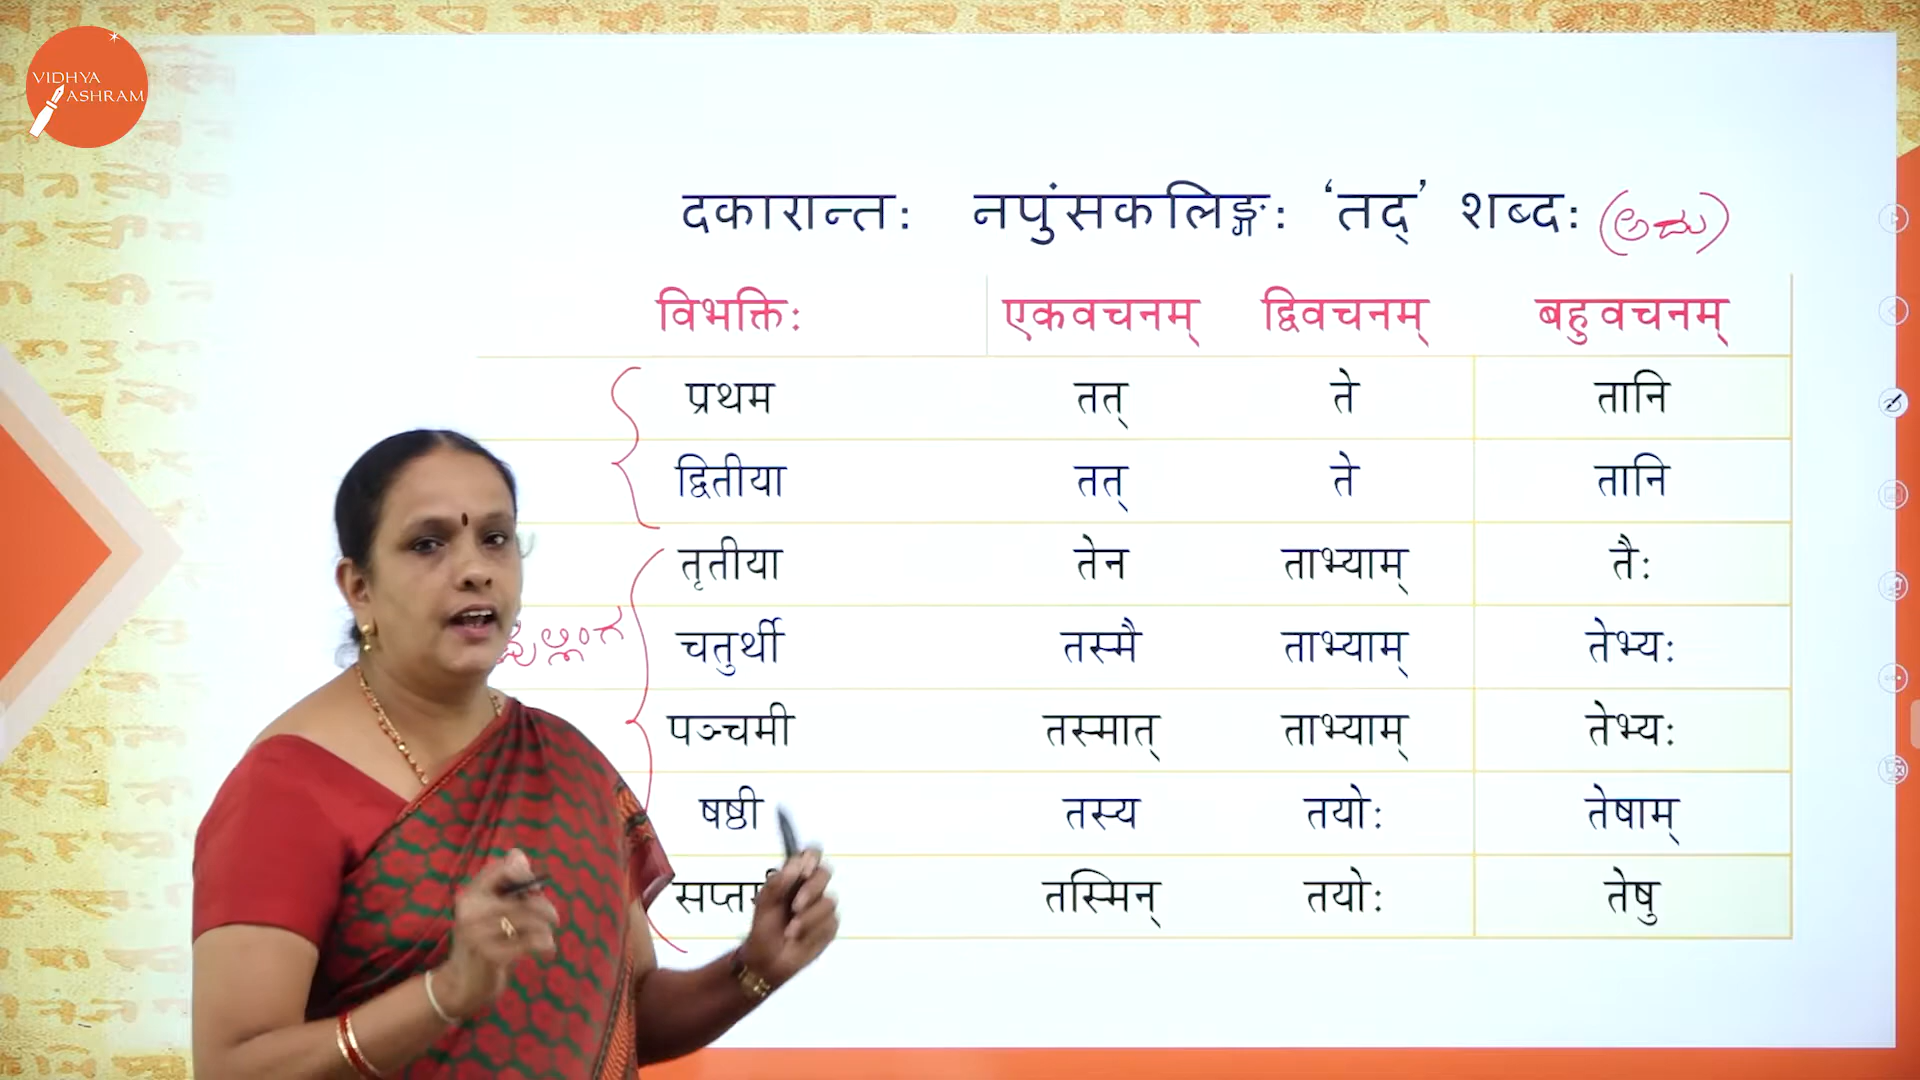 VIDHYA
ASHRAM
दकारान्तः नपुंसकलिङ्गः ‘तद्’ शब्दः (ಅದು)
विभक्तिः एकवचनम् द्विवचनम् बहुवचनम्
प्रथम तत् ते तानि
द्वितीया तत् ते तानि
तृतीया तेन ताभ्याम् तैः
चतुर्थी तस्मै ताभ्याम् तेभ्यः
पञ्चमी तस्मात् ताभ्याम् तेभ्यः
षष्ठी तस्य तयोः तेषाम्
तस्मिन् तयोः तेषु